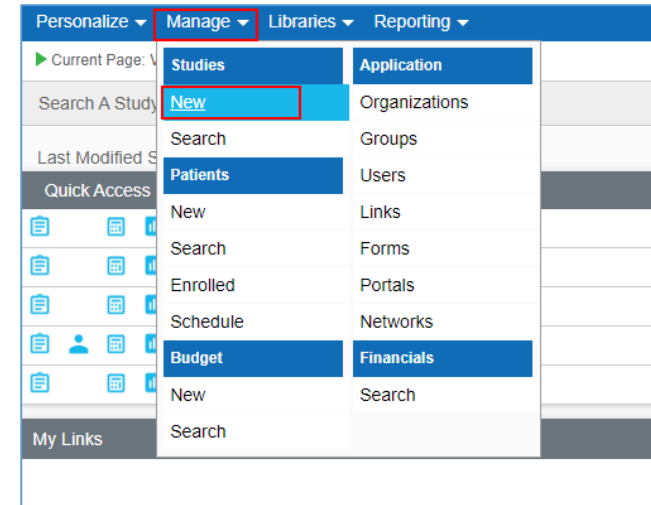 Personalize Manage Libraries Reporting
Current Page: V
Search A Study
Last Modified S
Quick Access
My Links
Studies
New
Search
Patients
New
Search
Enrolled
Schedule
Budget
New
Search
Application
Organizations
Groups
Users
Links
Forms
Portals
Networks
Financials
Search